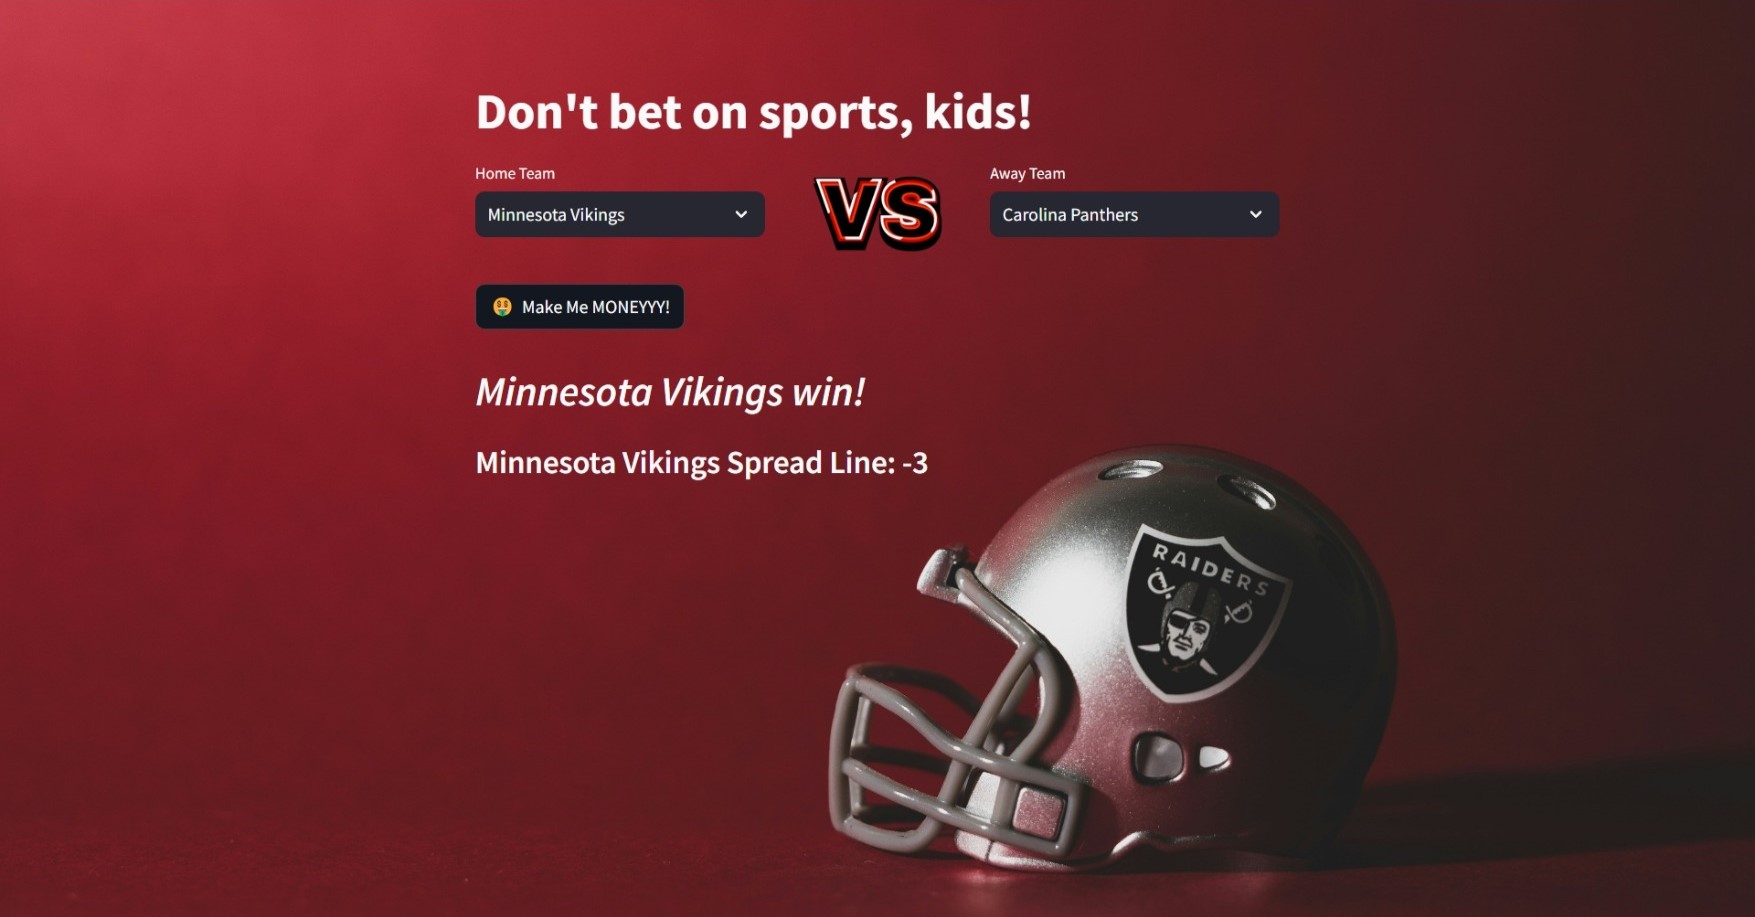 Don't bet on sports, kids!
Home Team
Away Team
Minnesota Vikings
VS
Carolina Panthers
🤑 Make Me MONEYYY!
Minnesota Vikings win!
Minnesota Vikings Spread Line: -3
RAIDERS